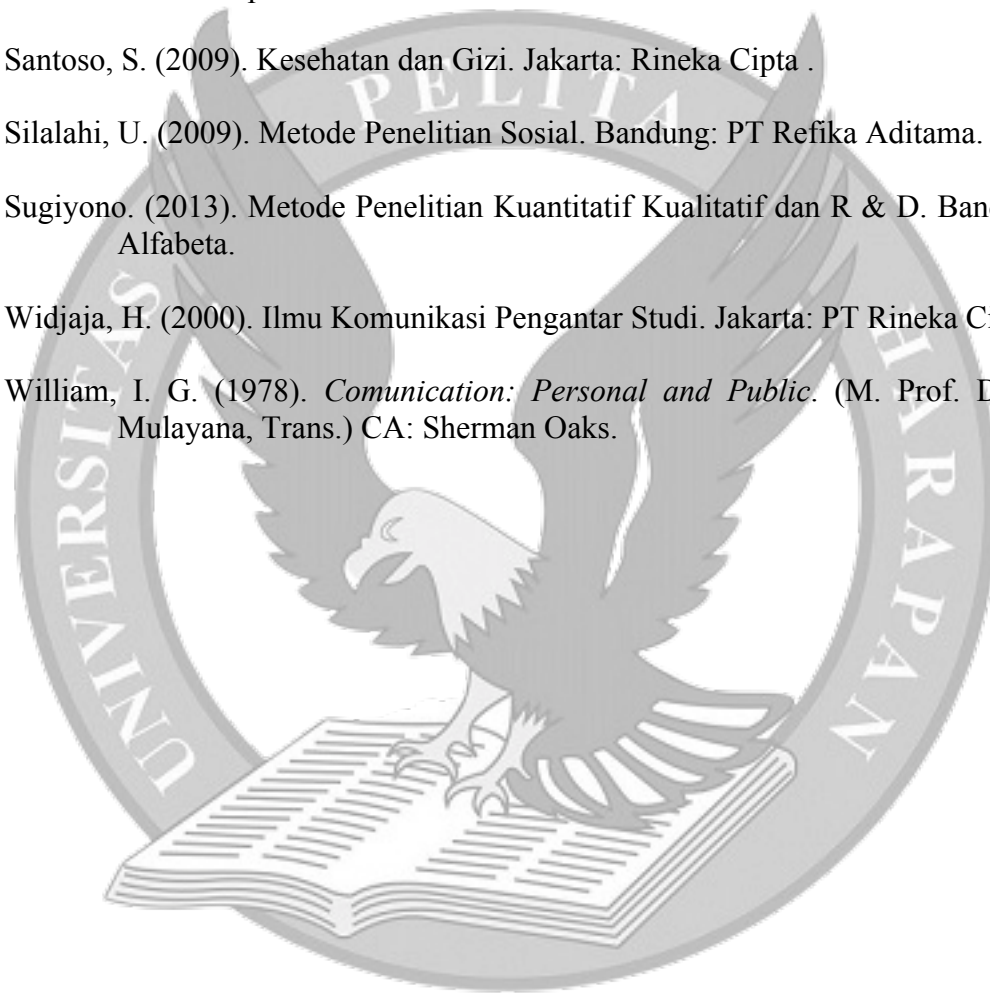 Santoso, S. (2009). Kesehatan dan Gizi. Jakarta: Rineka Cipta .
Silalahi, U. (2009). Metode Penelitian Sosial. Bandung: PT Refika Aditama.
Sugiyono. (2013). Metode Penelitian Kuantitatif Kualitatif dan R & D.
Alfabeta.
Widjaja, H. (2000). Ilmu Komunikasi Pengantar Studi. Jakarta: PT Rineka
William, I. G. (1978). Comunication: Personal and Public. (M. Prof.
Mulayana, Trans.) CA: Sherman Oaks.
UNIVERSITAS PELITA HARAPAN